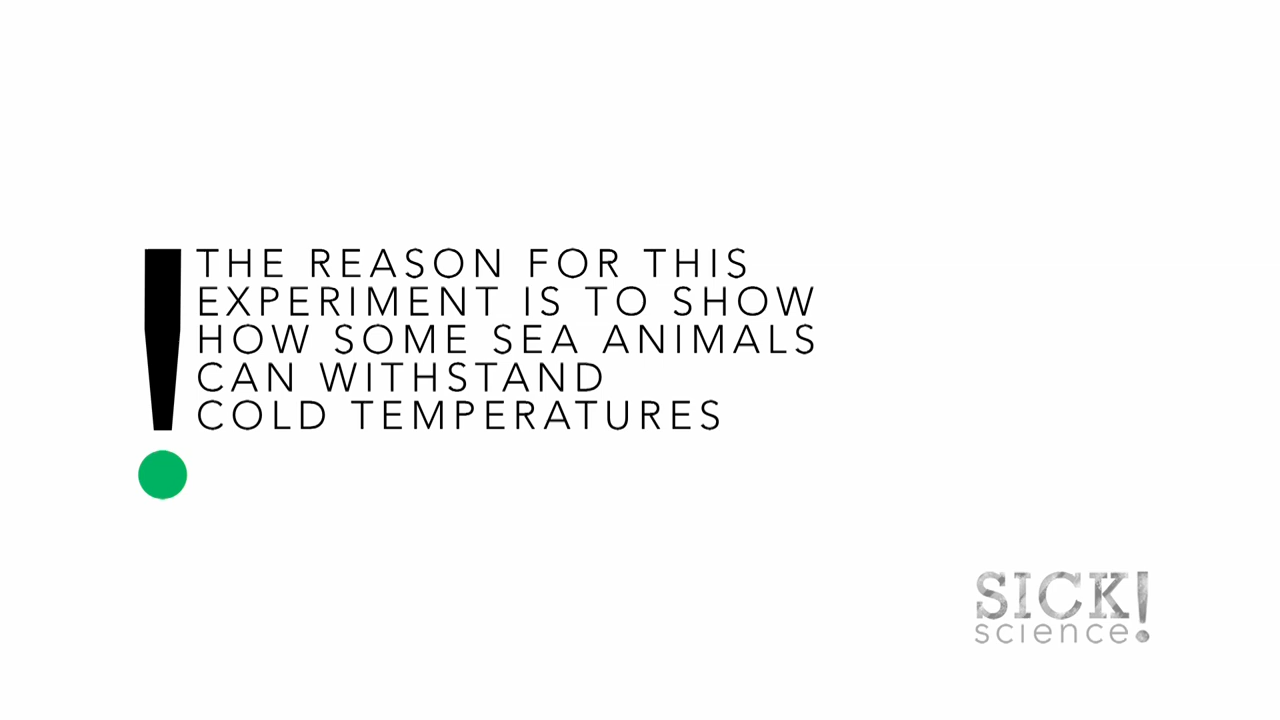 THE REASON FOR THIS
EXPERIMENT IS TO SHOW
HOW SOME SEA ANIMALS
CAN WITHSTAND
COLD TEMPERATURES
SICK!
science